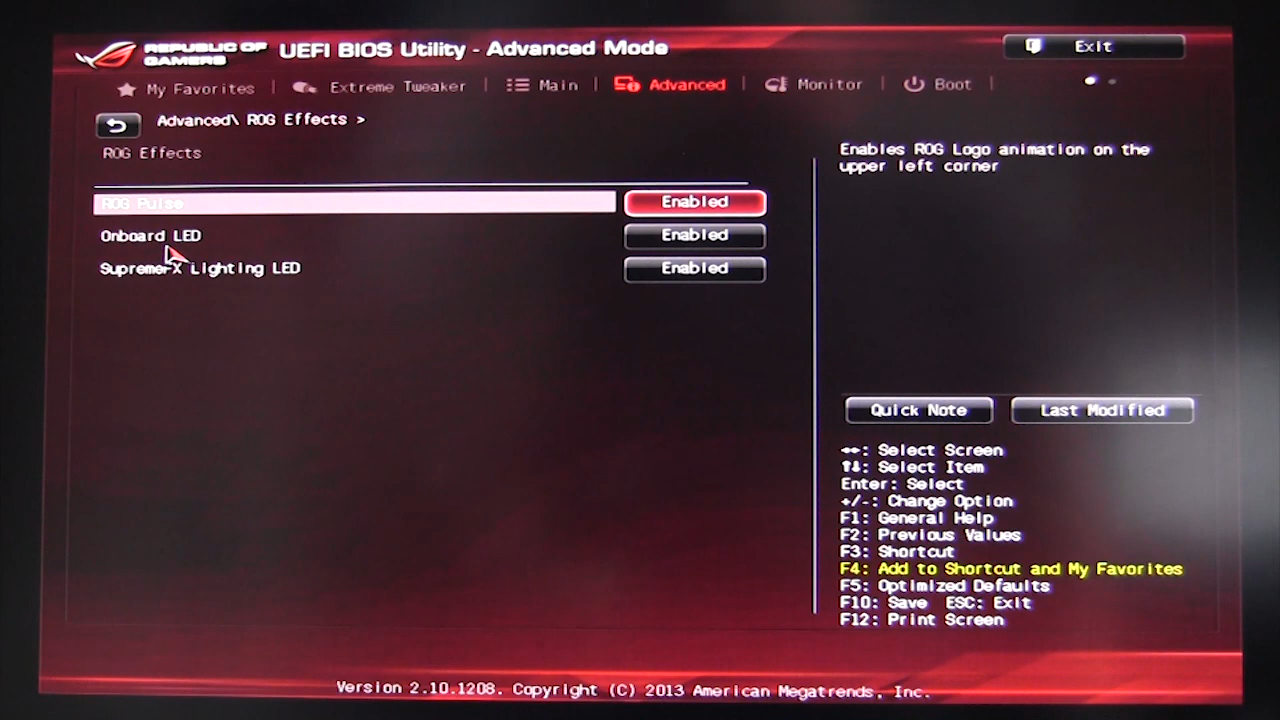 REPUBLIC OF
GAMERS
UEFI BIOS Utility - Advanced Mode
Exit
My Favorites
Extreme Tweaker
Main
Advanced
Monitor
Boot
Advanced\ ROG Effects >
ROG Effects
ROG Pulse
Enabled
Onboard LED
Enabled
SupremeFX Lighting LED
Enabled
Enables ROG Logo animation on the
upper left corner
Quick Note
Last Modified
→←: Select Screen
↑↓: Select Item
Enter: Select
+/-: Change Option
F1: General Help
F2: Previous Values
F3: Shortcut
F4: Add to Shortcut and My Favorites
F5: Optimized Defaults
F10: Save ESC: Exit
F12: Print Screen
Version 2.10.1208. Copyright (C) 2013 American Megatrends, Inc.